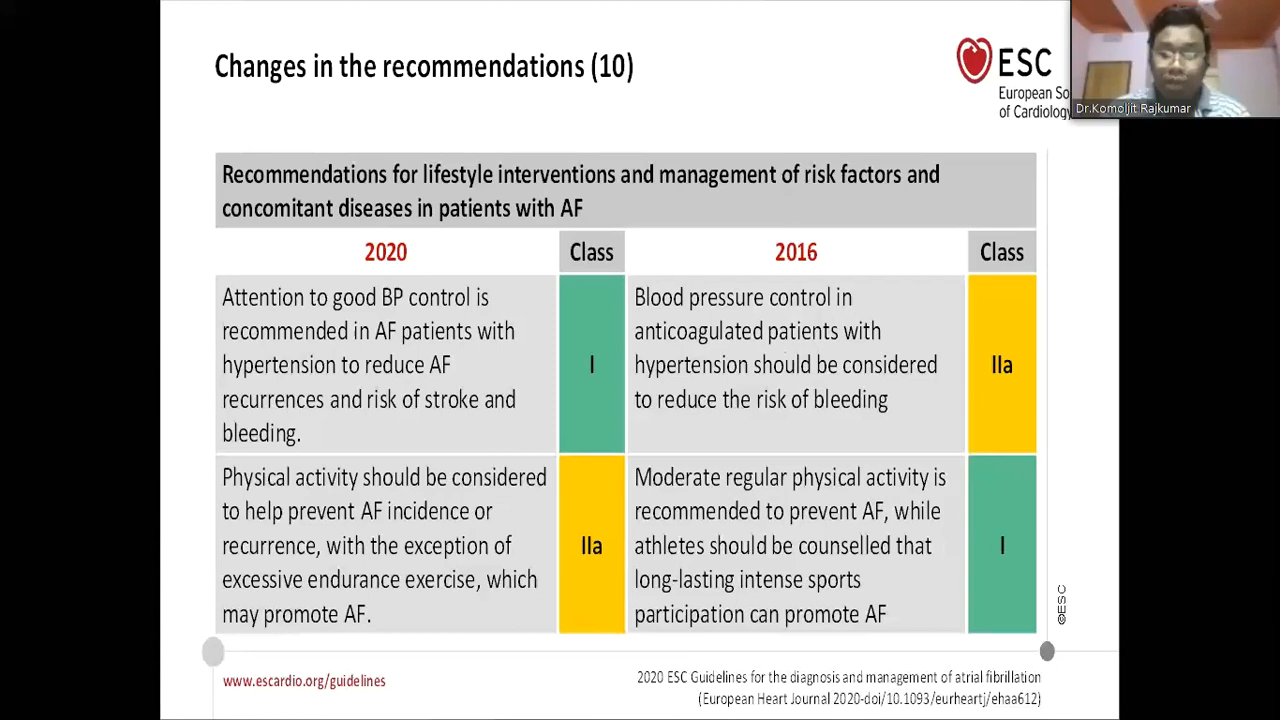 Changes in the recommendations (10)
ESC
European So
of Cardiology
Dr.Komoljit Rajkumar
Recommendations for lifestyle interventions and management of risk factors and
concomitant diseases in patients with AF
2020
Class
2016
Class
Attention to good BP control is
recommended in AF patients with
hypertension to reduce AF
recurrences and risk of stroke and
bleeding.
I
Blood pressure control in
anticoagulated patients with
hypertension should be considered
to reduce the risk of bleeding
IIa
Physical activity should be considered
to help prevent AF incidence or
recurrence, with the exception of
excessive endurance exercise, which
may promote AF.
IIa
Moderate regular physical activity is
recommended to prevent AF, while
athletes should be counselled that
long-lasting intense sports
participation can promote AF
I
©ESC
www.escardio.org/guidelines
2020 ESC Guidelines for the diagnosis and management of atrial fibrillation
(European Heart Journal 2020-doi/10.1093/eurheartj/ehaa612)